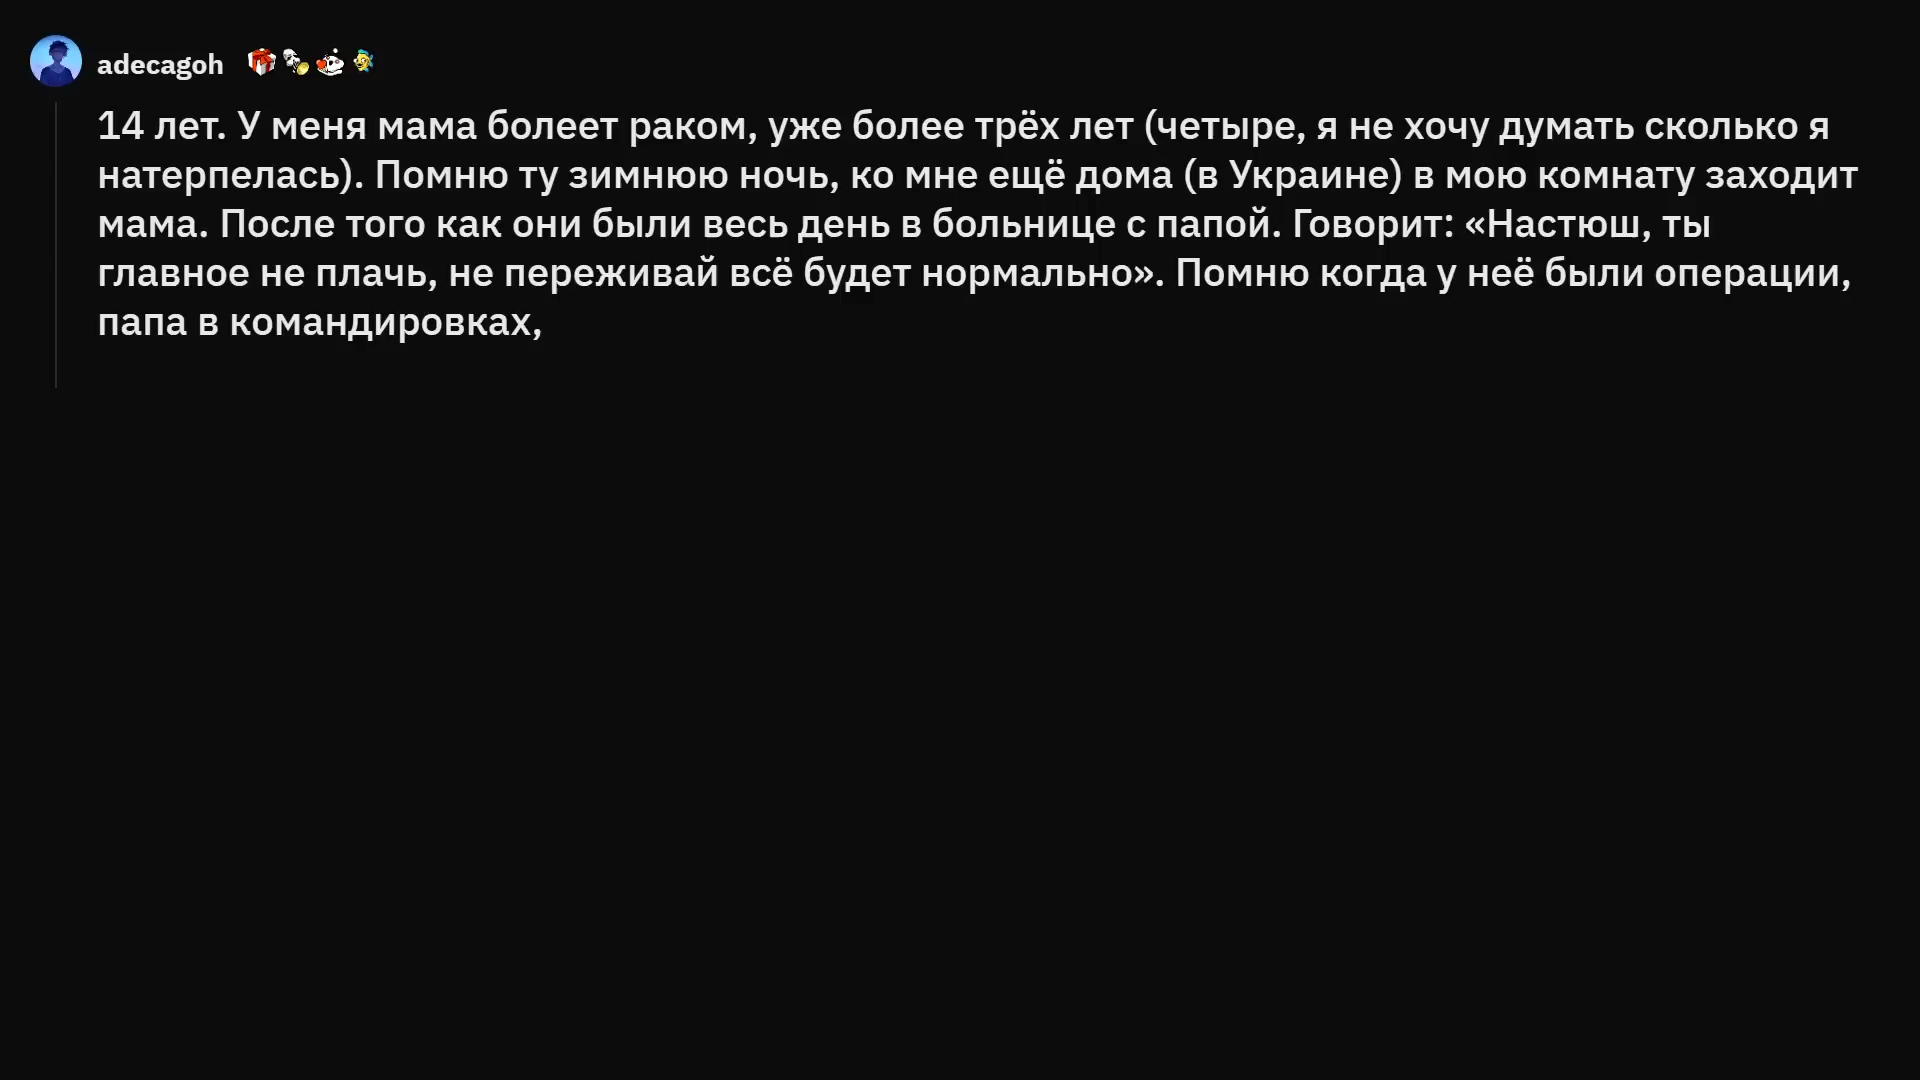 adecagoh
14 лет. У меня мама болеет раком, уже более трёх лет (четыре, я не хочу думать сколько я
натерпелась). Помню ту зимнюю ночь, ко мне ещё дома (в Украине) в мою комнату заходит
мама. После того как они были весь день в больнице с папой. Говорит: «Настюш, ты
главное не плачь, не переживай всё будет нормально». Помню когда у неё были операции,
папа в командировках,